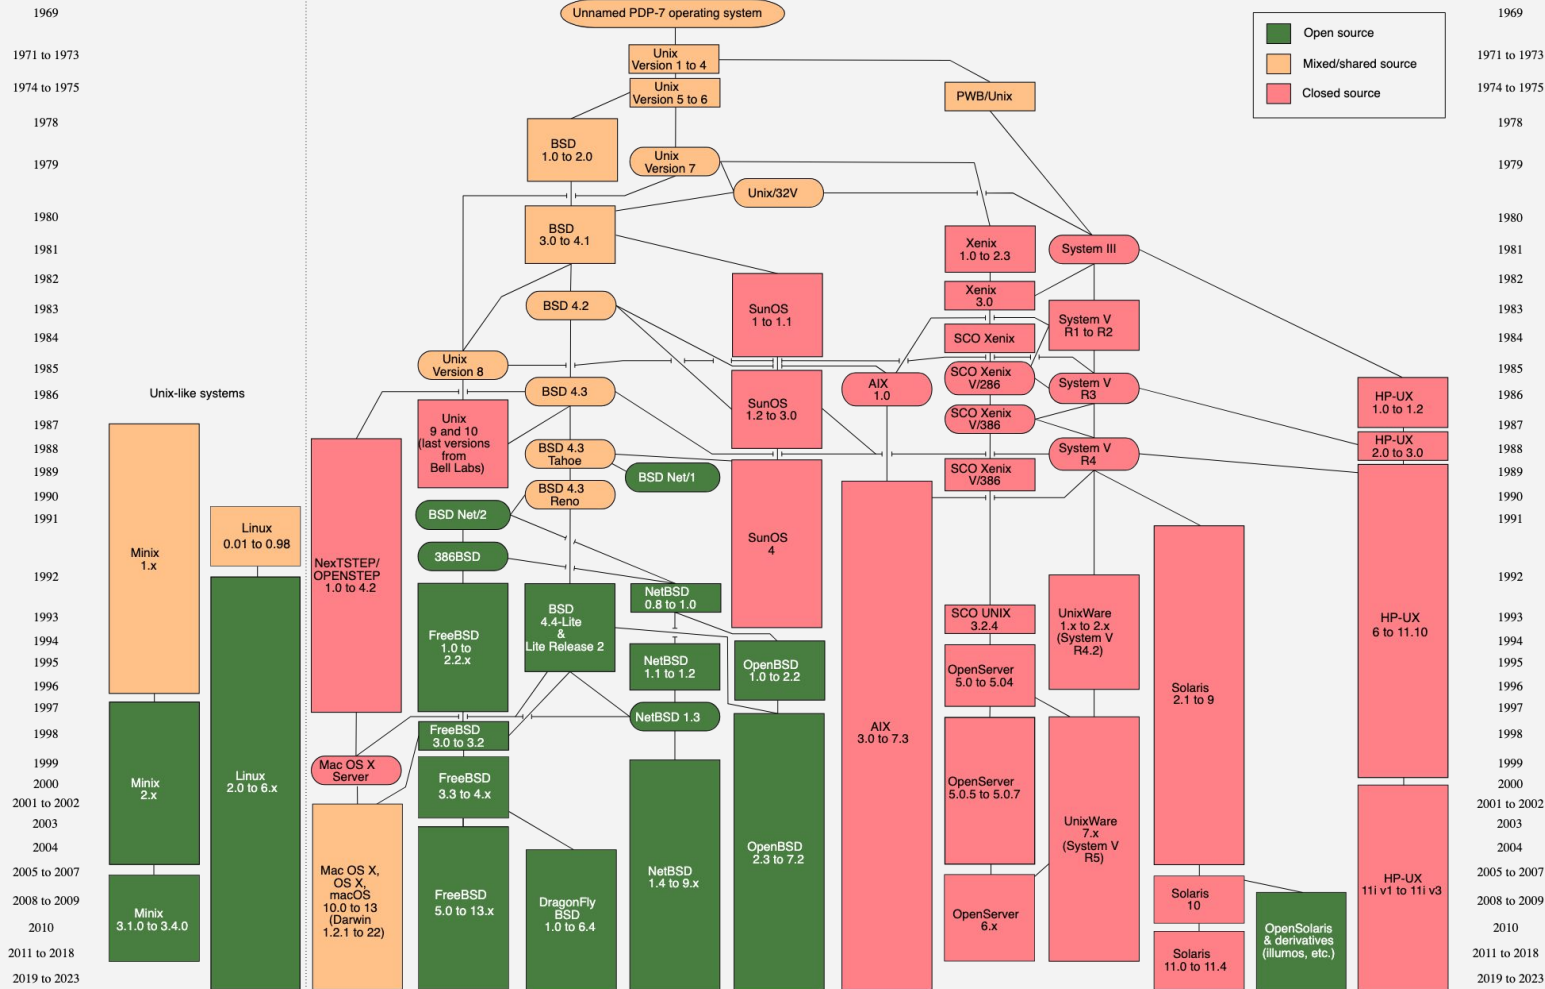 1969
Unnamed PDP-7 operating system
1969
Open source
Mixed/shared source
Closed source
1971 to 1973
Unix
Version 1 to 4
1971 to 1973
1974 to 1975
Unix
Version 5 to 6
PWB/Unix
1974 to 1975
1978
1978
BSD
1.0 to 2.0
1979
Unix
Version 7
1979
Unix/32V
1980
1980
BSD
3.0 to 4.1
1981
Xenix
1.0 to 2.3
System III
1981
1982
1982
Xenix
3.0
1983
BSD 4.2
SunOS
1 to 1.1
System V
R1 to R2
1983
1984
SCO Xenix
1984
1985
Unix
Version 8
SCO Xenix
V/286
1985
Unix-like systems
1986
BSD 4.3
AIX
1.0
System V
R3
HP-UX
1.0 to 1.2
1986
SunOS
1.2 to 3.0
1987
Unix
9 and 10
(last versions
from
Bell Labs)
SCO Xenix
V/386
1987
1988
BSD 4.3
Tahoe
System V
R4
HP-UX
2.0 to 3.0
1988
1989
BSD Net/1
SCO Xenix
V/386
1989
1990
BSD 4.3
Reno
1990
1991
BSD Net/2
1991
Linux
0.01 to 0.98
SunOS
4
Minix
1.x
386BSD
NexTSTEP/
OPENSTEP
1.0 to 4.2
1992
1992
NetBSD
0.8 to 1.0
1993
BSD
4.4-Lite
&
Lite Release 2
SCO UNIX
3.2.4
UnixWare
1.x to 2.x
(System V
R4.2)
HP-UX
6 to 11.10
1993
1994
FreeBSD
1.0 to
2.2.x
1994
1995
NetBSD
1.1 to 1.2
OpenBSD
1.0 to 2.2
OpenServer
5.0 to 5.04
1995
1996
Solaris
2.1 to 9
1996
1997
NetBSD 1.3
1997
1998
FreeBSD
3.0 to 3.2
AIX
3.0 to 7.3
1998
1999
Mac OS X
Server
1999
2000
Minix
2.x
Linux
2.0 to 6.x
FreeBSD
3.3 to 4.x
OpenServer
5.0.5 to 5.0.7
2000
2001 to 2002
2001 to 2002
2003
UnixWare
7.x
(System V
R5)
2003
2004
OpenBSD
2.3 to 7.2
2004
2005 to 2007
Mac OS X,
OS X,
macOS
10.0 to 13
(Darwin
1.2.1 to 22)
NetBSD
1.4 to 9.x
HP-UX
11i v1 to 11i v3
2005 to 2007
2008 to 2009
FreeBSD
5.0 to 13.x
DragonFly
BSD
1.0 to 6.4
Solaris
10
2008 to 2009
Minix
3.1.0 to 3.4.0
OpenServer
6.x
2010
OpenSolaris
& derivatives
(illumos, etc.)
2010
2011 to 2018
Solaris
11.0 to 11.4
2011 to 2018
2019 to 2023
2019 to 2023